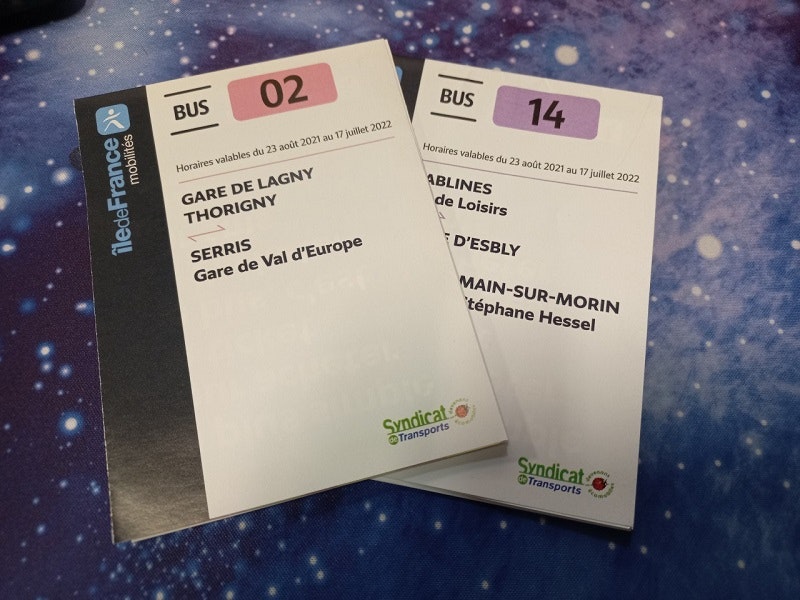 îledeFrance
mobilités
BUS
02
Horaires valables du 23 août 2021 au 17 juillet 2022
GARE DE LAGNY
THORIGNY
SERRIS
Gare de Val d'Europe
Syndicat
DE Transports
BUS
14
Horaires valables du 23 août 2021 au 17 juillet 2022
ABLINES
de Loisirs
E D'ESBLY
MAIN-SUR-MORIN
Stéphane Hessel
Syndicat
DE Transports